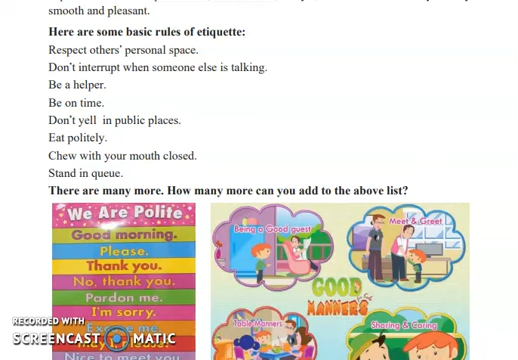 smooth and pleasant.
Here are some basic rules of etiquette:
Respect others' personal space.
Don't interrupt when someone else is talking.
Be a helper.
Be on time.
Don't yell in public places.
Eat politely.
Chew with your mouth closed.
Stand in queue.
There are many more. How many more can you add to the above list?
We Are Polite
Good morning.
Please.
Thank you.
No, thank you.
Pardon me.
I'm sorry.
Excuse me.
Nice to meet you
Being a Good guest
Meet & Greet
GOOD
MANNERS
Table Manners
Sharing & Caring
RECORDED WITH
SCREENCAST MATIC